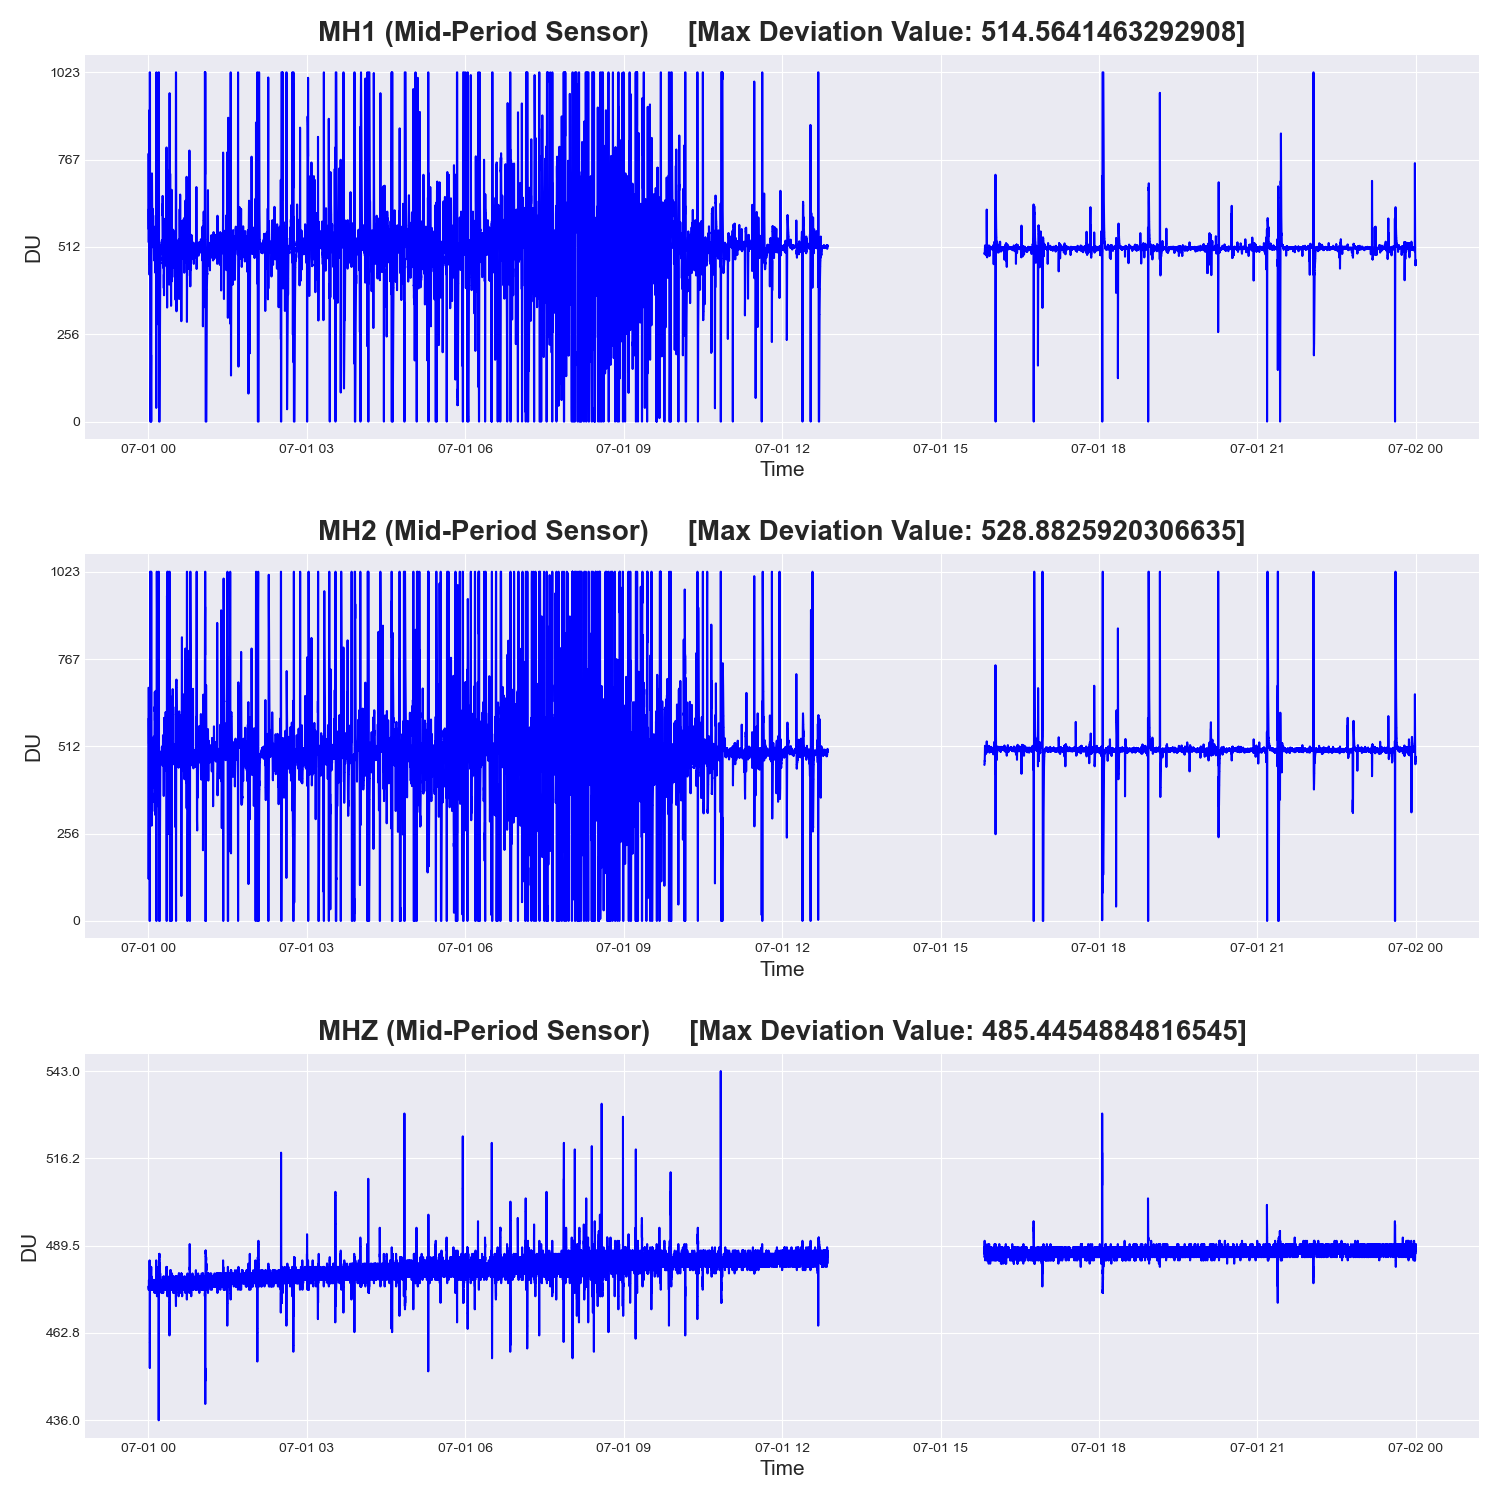 MH1 (Mid-Period Sensor) [Max Deviation Value: 514.5641463292908]
1023
767
512
256
0
DU
07-01 00 07-01 03 07-01 06 07-01 09 07-01 12 07-01 15 07-01 18 07-01 21 07-02 00
Time
MH2 (Mid-Period Sensor) [Max Deviation Value: 528.8825920306635]
1023
767
512
256
0
DU
07-01 00 07-01 03 07-01 06 07-01 09 07-01 12 07-01 15 07-01 18 07-01 21 07-02 00
Time
MHZ (Mid-Period Sensor) [Max Deviation Value: 485.4454884816545]
543.0
516.2
489.5
462.8
436.0
DU
07-01 00 07-01 03 07-01 06 07-01 09 07-01 12 07-01 15 07-01 18 07-01 21 07-02 00
Time